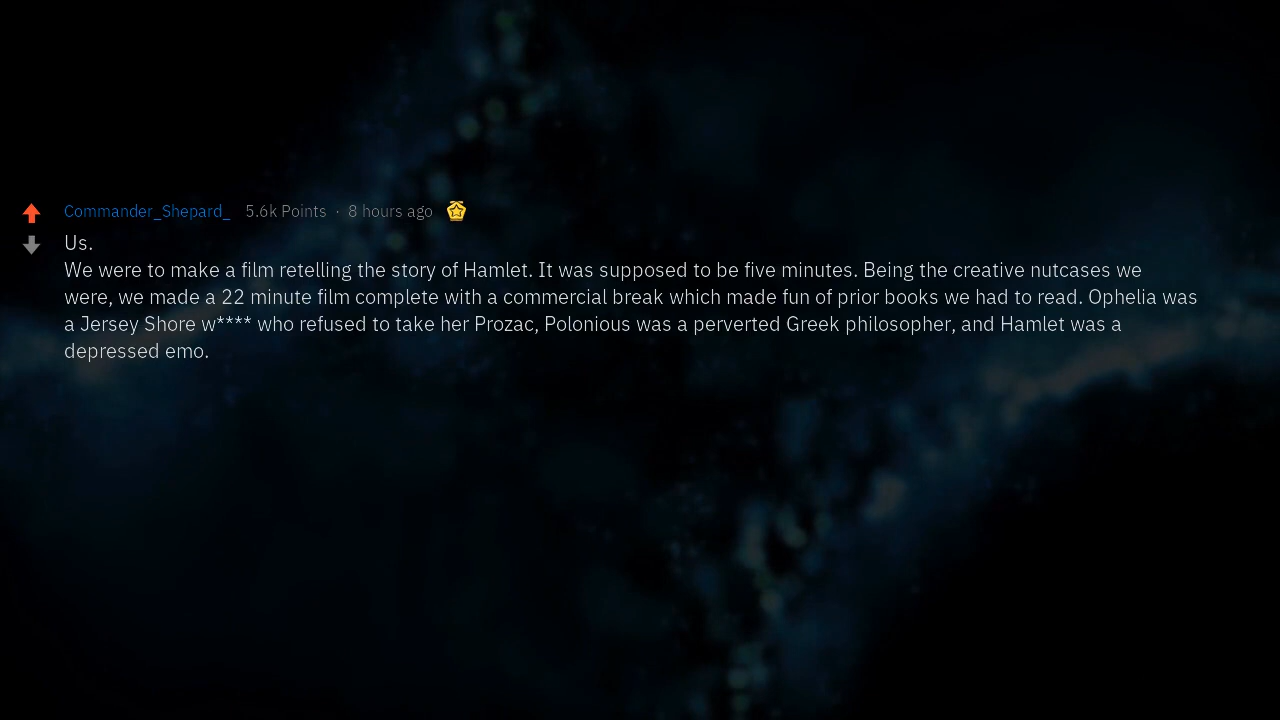 Commander_Shepard_ 5.6k Points · 8 hours ago
Us.
We were to make a film retelling the story of Hamlet. It was supposed to be five minutes. Being the creative nutcases we
were, we made a 22 minute film complete with a commercial break which made fun of prior books we had to read. Ophelia was
a Jersey Shore w**** who refused to take her Prozac, Polonious was a perverted Greek philosopher, and Hamlet was a
depressed emo.